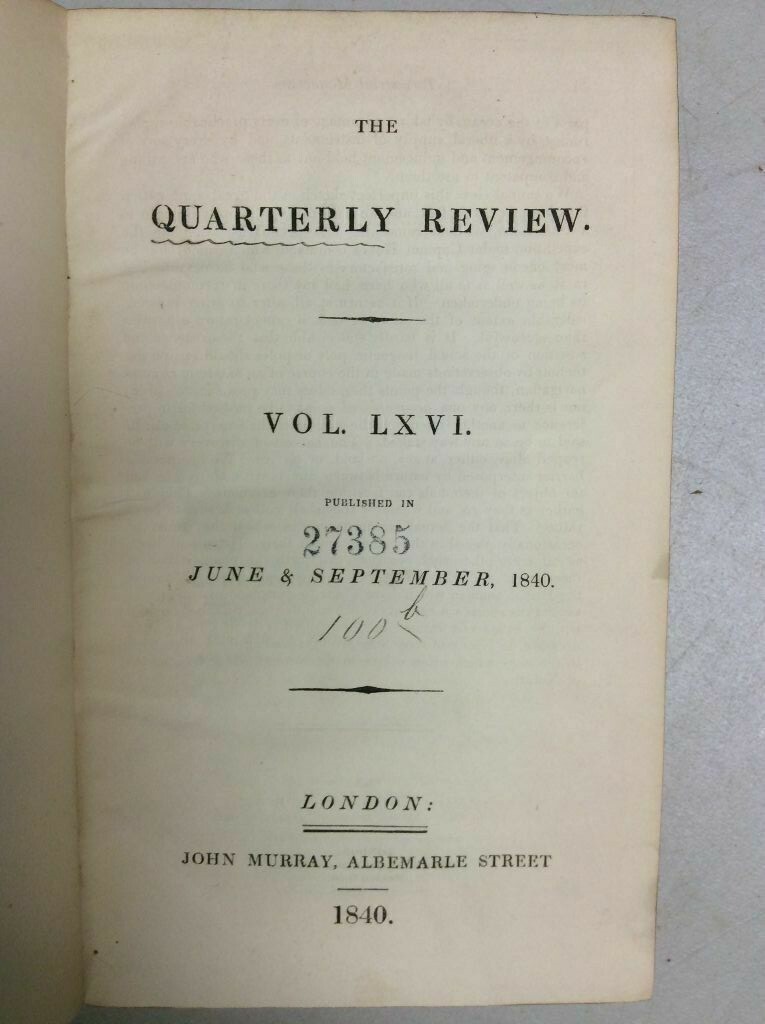 THE
QUARTERLY REVIEW.
VOL. LXVI.
PUBLISHED IN
27385
JUNE & SEPTEMBER, 1840.
100 b
LONDON:
JOHN MURRAY, ALBEMARLE STREET
1840.